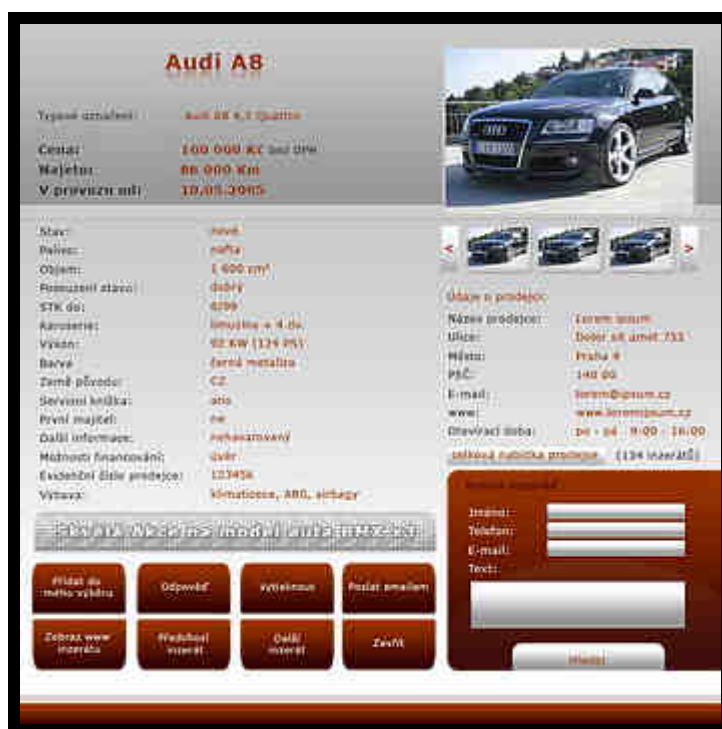 Audi A8
Typové označení: Audi A8 4,2 Quattro
Cena: 100 000 Kč bez DPH
Najeto: 86 000 Km
V provozu od: 10.05.2005
Stav: nové
Palivo: nafta
Objem: 1 600 cm³
Posouzení stavu: dobrý
STK do: 6/09
Karoserie: limuzína + 4 dv.
Výkon: 92 KW (124 PS)
Barva černá metalíza
Země původu: CZ
Servisní knížka: ano
První majitel: ne
Další informace: nehavarovaný
Možnosti financování: úvěr
Evidenční číslo prodejce: 123456
Výbava: klimatizace, ABG, airbagy
Přidat do mého výběru
Odpověď
vytisknout
Poslat emailem
Zobraz www inzerátu
Předchozí inzerát
Další inzerát
Zavřít
< >
Údaje o prodejci:
Název prodejce: Lorem ipsum
Ulice: Dolor sit amet 753
Město: Praha 4
PSČ: 140 00
E-mail: lorem@ipsum.cz
www: www.loremipsum.cz
Otevírací doba: po - pá 9:00 - 16:00
celková nabídka prodejce (134 inzerátů)
Jméno:
Telefon:
E-mail:
Text: